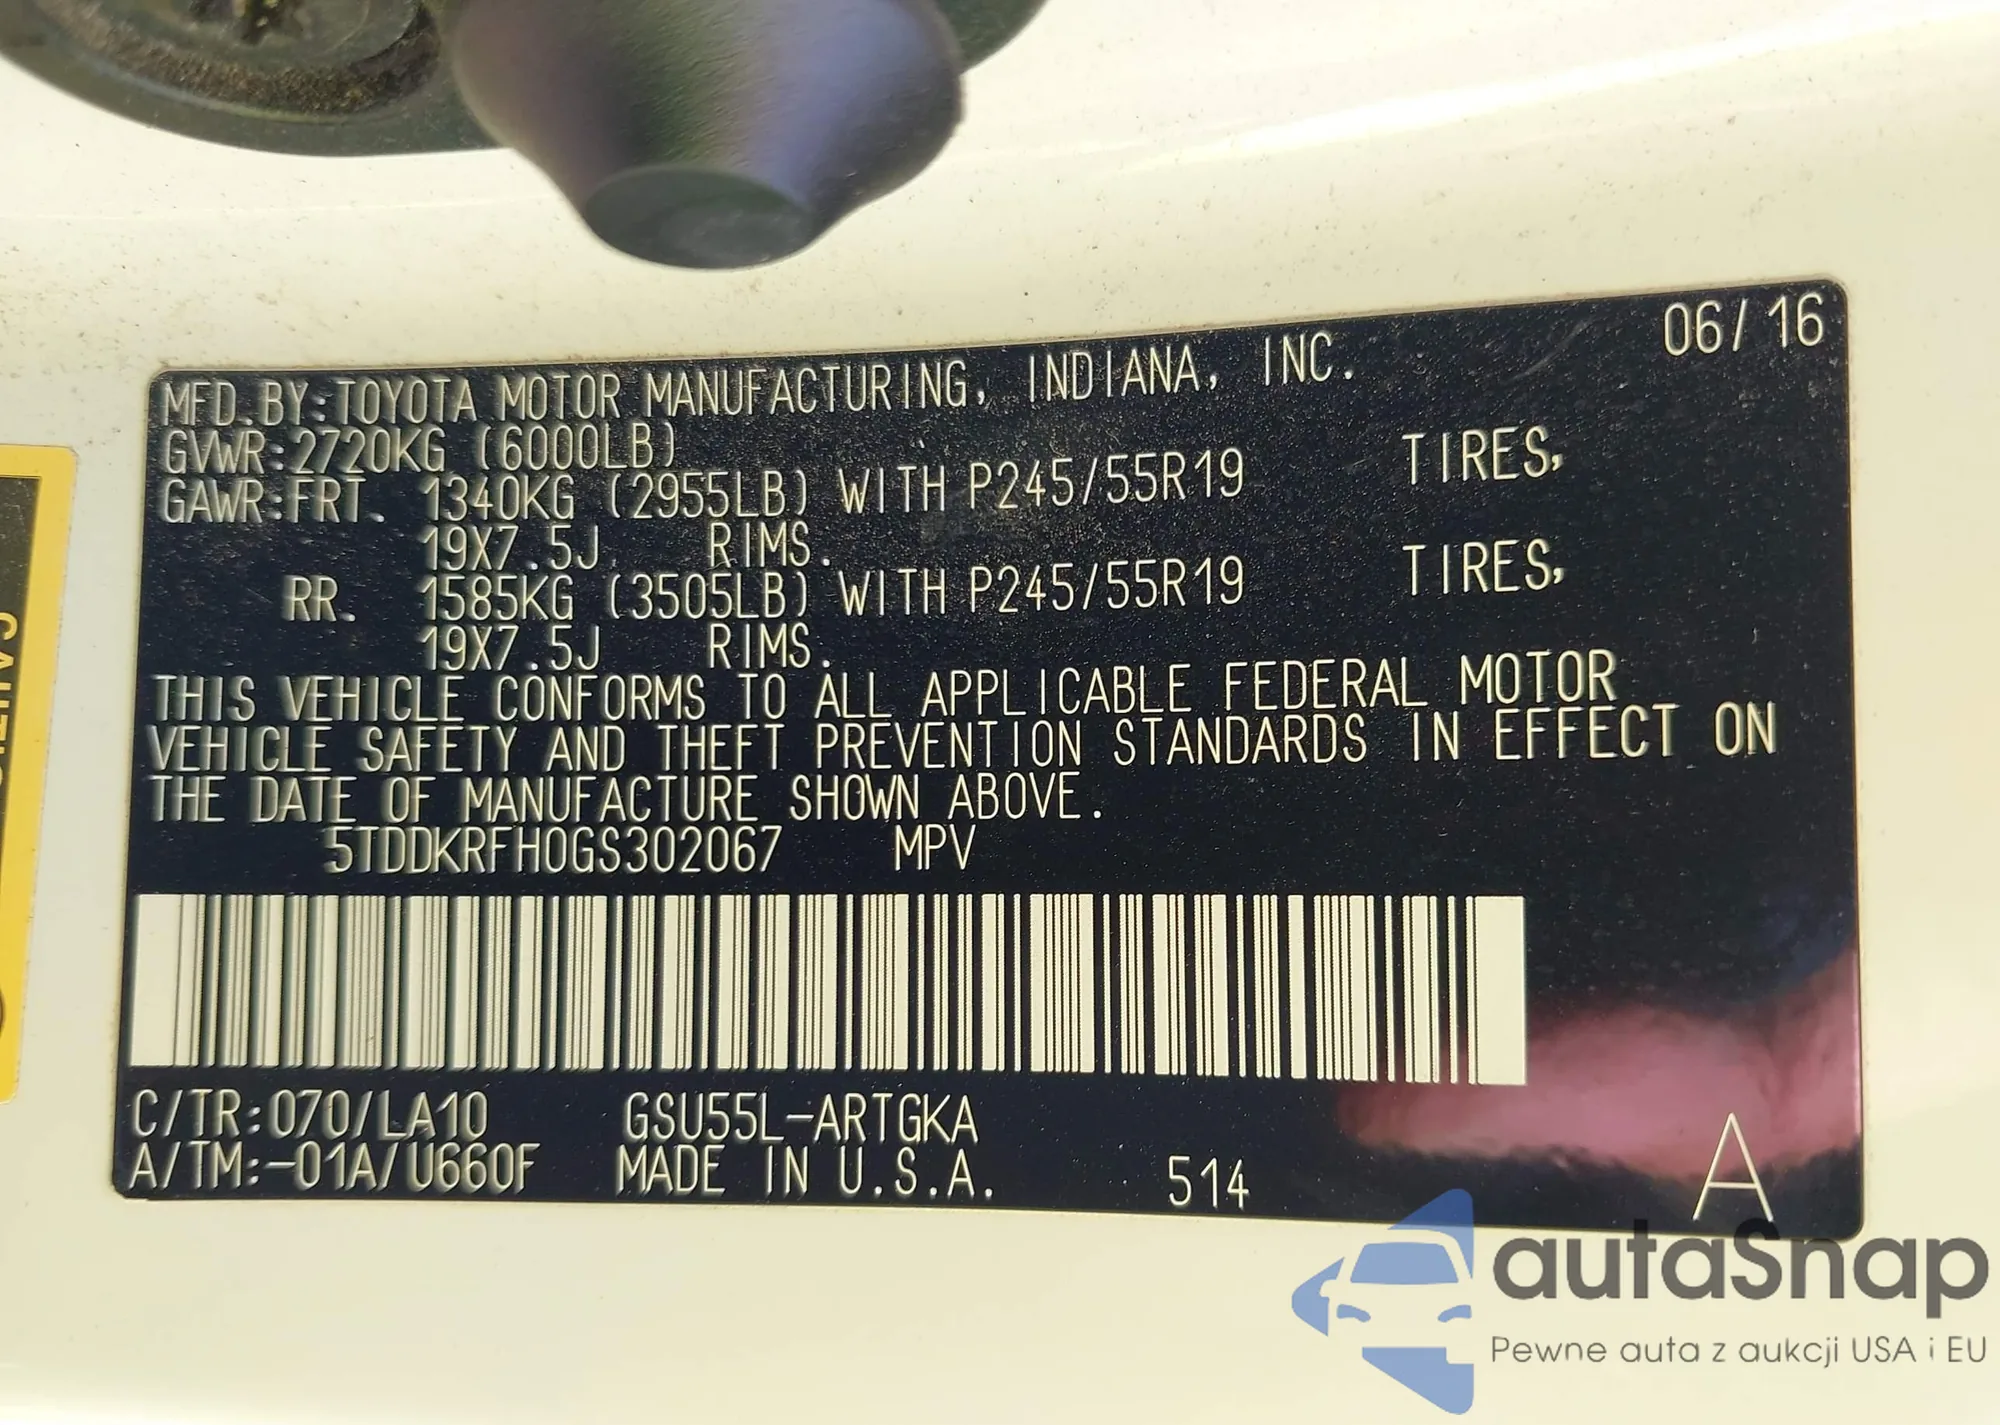 06/16
MFD.BY:TOYOTA MOTOR MANUFACTURING, INDIANA, INC.
GVWR:2720KG (6000LB)
GAWR:FRT. 1340KG (2955LB) WITH P245/55R19 TIRES,
19X7.5J RIMS.
RR. 1585KG (3505LB) WITH P245/55R19 TIRES,
19X7.5J RIMS.
THIS VEHICLE CONFORMS TO ALL APPLICABLE FEDERAL MOTOR
VEHICLE SAFETY AND THEFT PREVENTION STANDARDS IN EFFECT ON
THE DATE OF MANUFACTURE SHOWN ABOVE.
5TDDKRFH0GS302067 MPV
C/TR:070/LA10 GSU55L-ARTGKA
A/TM:-01A/U660F MADE IN U.S.A. 514 A
autaSnap
Pewne auta z aukcji USA i EU